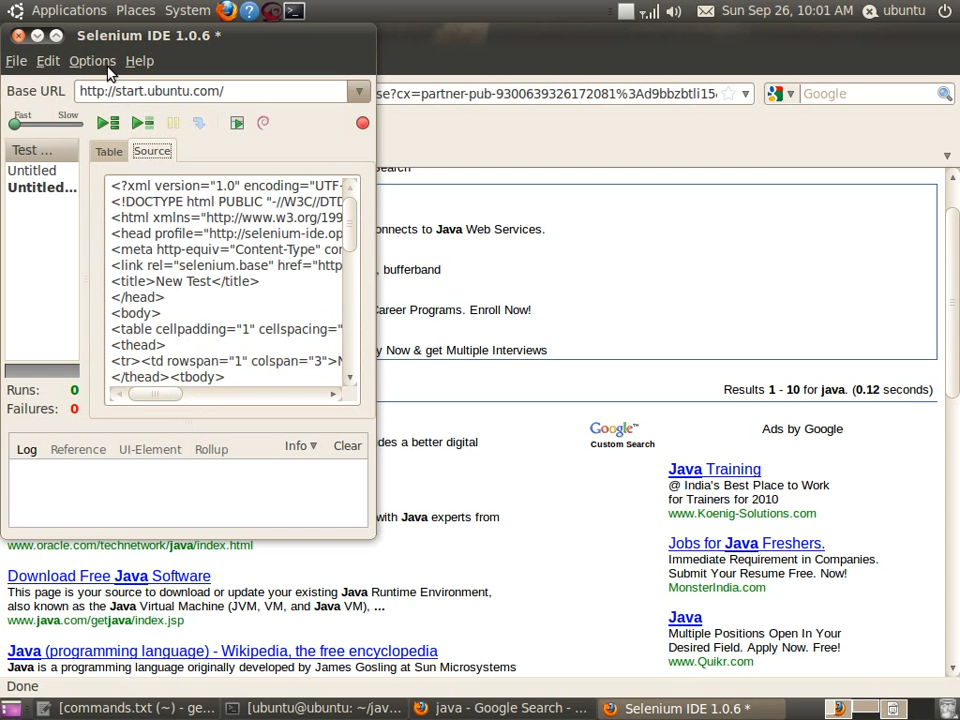 Applications Places System Sun Sep 26, 10:01 AM ubuntu
Selenium IDE 1.0.6 *
File Edit Options Help
Base URL http://start.ubuntu.com/
se?cx=partner-pub-9300639326172081%3Ad9bbzbtli15 Google
Fast Slow
Test ...
Table Source
Untitled
Untitled...
<?xml version="1.0" encoding="UTF-
<!DOCTYPE html PUBLIC "-//W3C//DTD
<html xmlns="http://www.w3.org/199
<head profile="http://selenium-ide.op
<meta http-equiv="Content-Type" con
<link rel="selenium.base" href="http
<title>New Test</title>
</head>
<body>
<table cellpadding="1" cellspacing="
<thead>
<tr><td rowspan="1" colspan="3">N
</thead><tbody>
Runs: 0
Failures: 0
Log Reference UI-Element Rollup Info Clear
onnects to Java Web Services.
, bufferband
Career Programs. Enroll Now!
y Now & get Multiple Interviews
Results 1 - 10 for java. (0.12 seconds)
ides a better digital
Google™
Custom Search
Ads by Google
with Java experts from
www.oracle.com/technetwork/java/index.html
Download Free Java Software
This page is your source to download or update your existing Java Runtime Environment,
also known as the Java Virtual Machine (JVM, VM, and Java VM), ...
www.java.com/getjava/index.jsp
Java (programming language) - Wikipedia, the free encyclopedia
Java is a programming language originally developed by James Gosling at Sun Microsystems
Java Training
@ India's Best Place to Work
for Trainers for 2010
www.Koenig-Solutions.com
Jobs for Java Freshers.
Immediate Requirement in Companies.
Submit Your Resume Free. Now!
MonsterIndia.com
Java
Multiple Positions Open In Your
Desired Field. Apply Now. Free!
www.Quikr.com
Done
[commands.txt (~) - ge... [ubuntu@ubuntu: ~/jav... java - Google Search - ... Selenium IDE 1.0.6 *